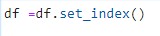 df =df.set_index()